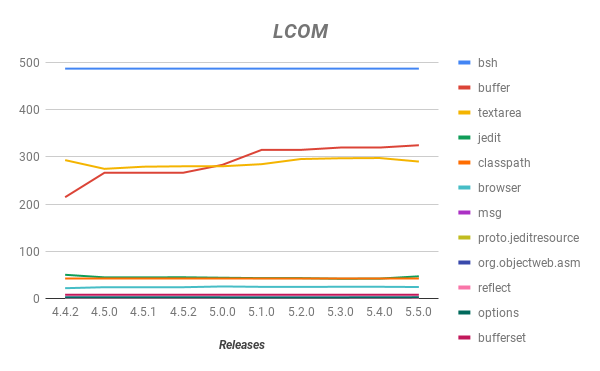 LCOM
500
400
300
200
100
0
4.4.2 4.5.0 4.5.1 4.5.2 5.0.0 5.1.0 5.2.0 5.3.0 5.4.0 5.5.0
Releases
bsh
buffer
textarea
jedit
classpath
browser
msg
proto.jeditresource
org.objectweb.asm
reflect
options
bufferset